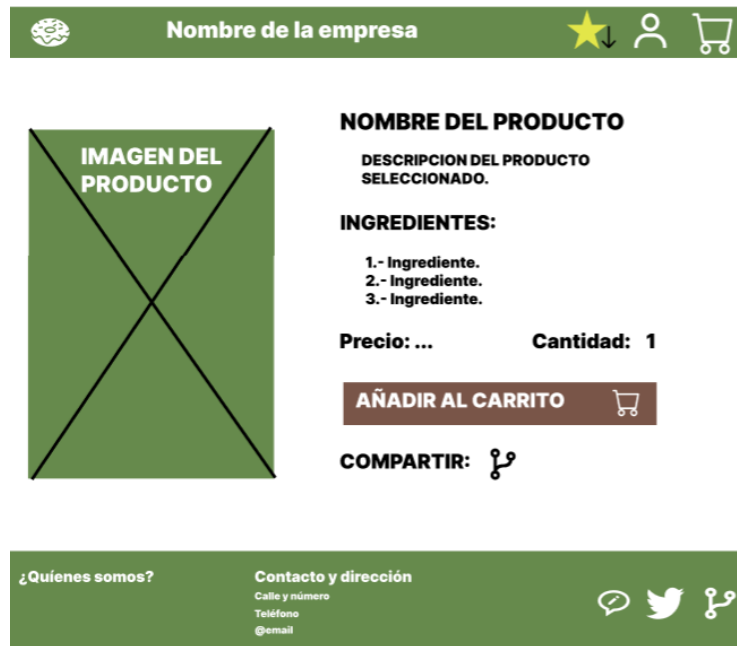 Nombre de la empresa
IMAGEN DEL
PRODUCTO
NOMBRE DEL PRODUCTO
DESCRIPCION DEL PRODUCTO
SELECCIONADO.
INGREDIENTES:
1.- Ingrediente.
2.- Ingrediente.
3.- Ingrediente.
Precio: ... Cantidad: 1
AÑADIR AL CARRITO
COMPARTIR:
¿Quíenes somos?
Contacto y dirección
Calle y número
Teléfono
@email